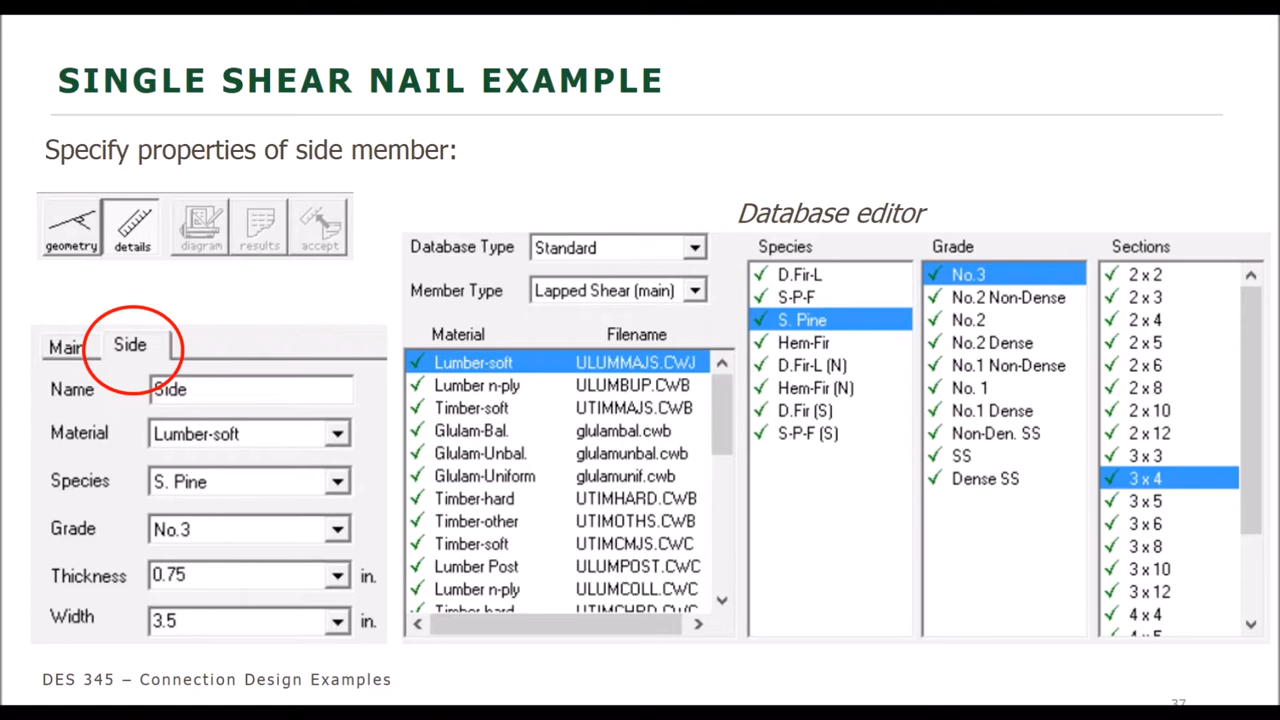 SINGLE SHEAR NAIL EXAMPLE
Specify properties of side member:
geometry details diagram results accept
Main Side
Name Side
Material Lumber-soft
Species S. Pine
Grade No.3
Thickness 0.75 in.
Width 3.5 in.
Database editor
Database Type Standard
Member Type Lapped Shear (main)
Material Filename
Lumber-soft ULUMMAJS.CWJ
Lumber n-ply ULUMBUP.CWB
Timber-soft UTIMMAJS.CWB
Glulam-Bal. glulambal.cwb
Glulam-Unbal. glulamunbal.cwb
Glulam-Uniform glulamunif.cwb
Timber-hard UTIMHARD.CWB
Timber-other UTIMOTHS.CWB
Timber-soft UTIMCMJS.CWC
Lumber Post ULUMPOST.CWC
Lumber n-ply ULUMCOLL.CWC
Timber-hard UTIMCHRD.CWC
Species
D.Fir-L
S-P-F
S. Pine
Hem-Fir
D.Fir-L (N)
Hem-Fir (N)
D.Fir (S)
S-P-F (S)
Grade
No.3
No.2 Non-Dense
No.2
No.2 Dense
No.1 Non-Dense
No. 1
No.1 Dense
Non-Den. SS
SS
Dense SS
Sections
2 x 2
2 x 3
2 x 4
2 x 5
2 x 6
2 x 8
2 x 10
2 x 12
3 x 3
3 x 4
3 x 5
3 x 6
3 x 8
3 x 10
3 x 12
4 x 4
4 x 5
DES 345 – Connection Design Examples
37